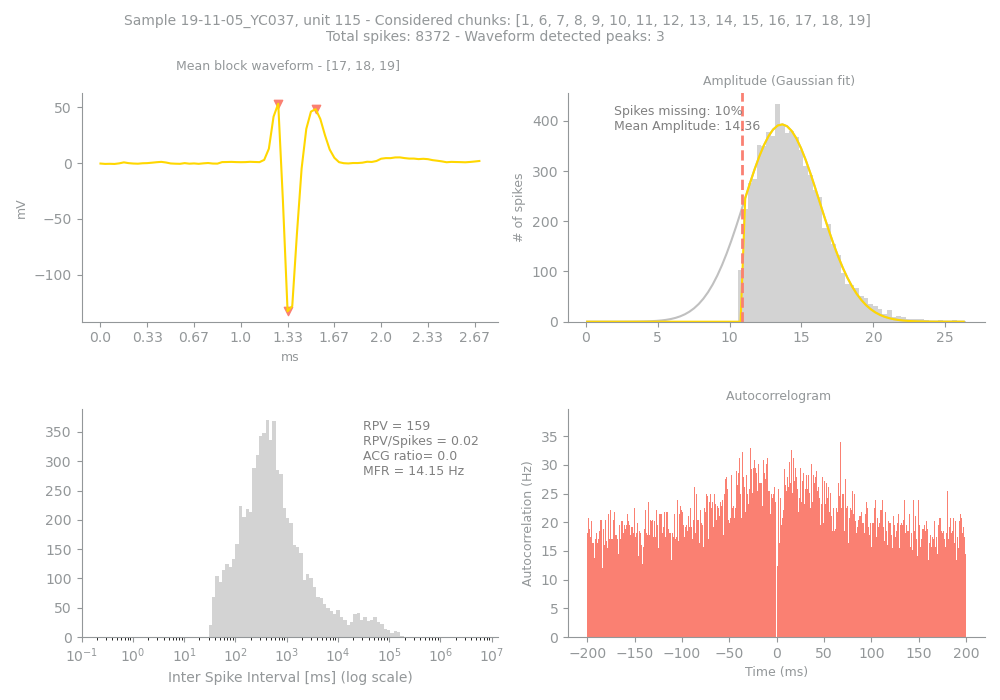 Sample 19-11-05_YC037, unit 115 - Considered chunks: [1, 6, 7, 8, 9, 10, 11, 12, 13, 14, 15, 16, 17, 18, 19]
Total spikes: 8372 - Waveform detected peaks: 3
Mean block waveform - [17, 18, 19]
mV
50
0
−50
−100
0.0 0.33 0.67 1.0 1.33 1.67 2.0 2.33 2.67
ms
Amplitude (Gaussian fit)
Spikes missing: 10%
Mean Amplitude: 14.36
# of spikes
400
300
200
100
0
0 5 10 15 20 25
350
300
250
200
150
100
50
0
RPV = 159
RPV/Spikes = 0.02
ACG ratio= 0.0
MFR = 14.15 Hz
10⁻¹ 10⁰ 10¹ 10² 10³ 10⁴ 10⁵ 10⁶ 10⁷
Inter Spike Interval [ms] (log scale)
Autocorrelogram
Autocorrelation (Hz)
35
30
25
20
15
10
5
0
−200 −150 −100 −50 0 50 100 150 200
Time (ms)